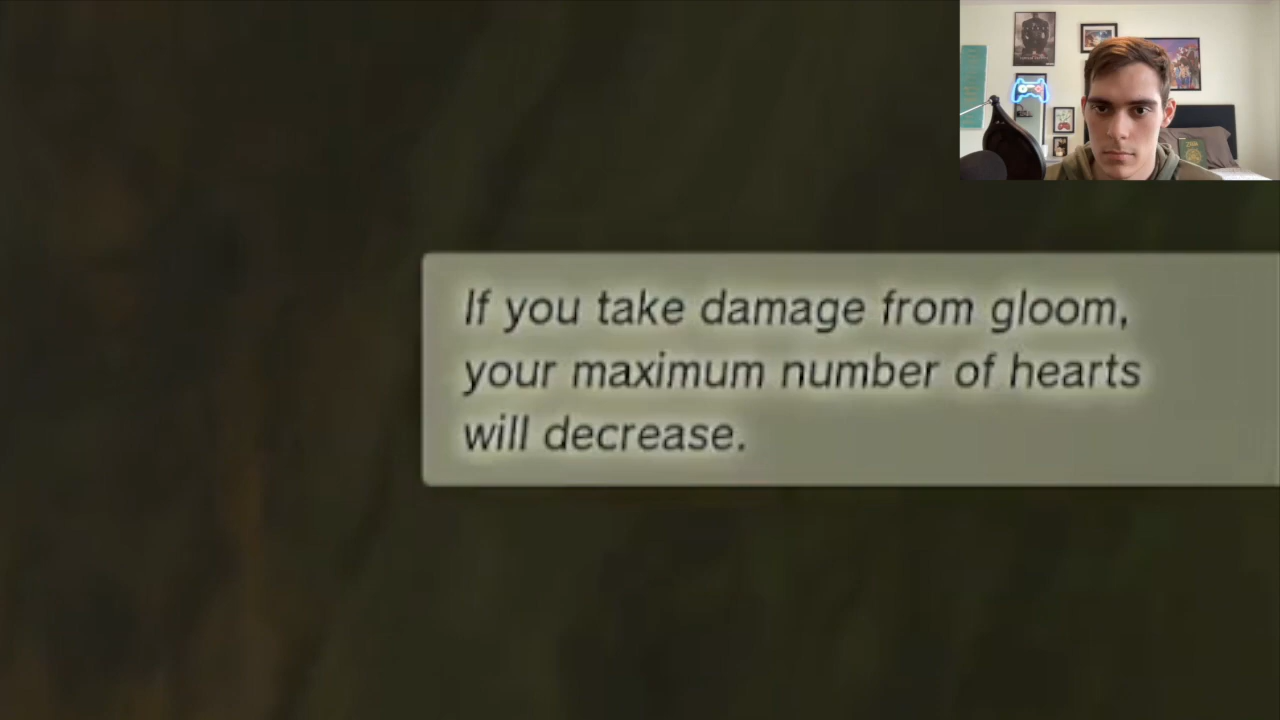 If you take damage from gloom,
your maximum number of hearts
will decrease.